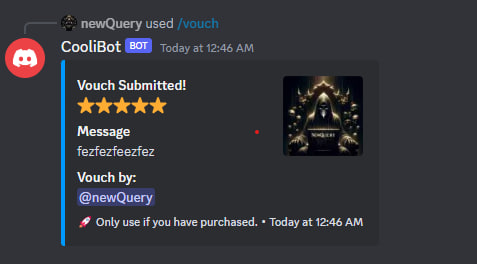 newQuery used /vouch
CooliBot BOT Today at 12:46 AM
Vouch Submitted!
⭐⭐⭐⭐⭐
Message
fezfezfeezfez
Vouch by:
@newQuery
🚀 Only use if you have purchased. • Today at 12:46 AM
NEWQUERY